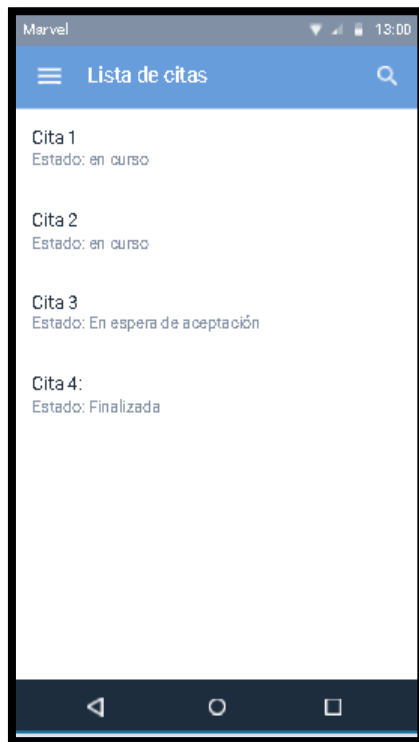 Marvel 13:00
Lista de citas
Cita 1
Estado: en curso
Cita 2
Estado: en curso
Cita 3
Estado: En espera de aceptación
Cita 4:
Estado: Finalizada